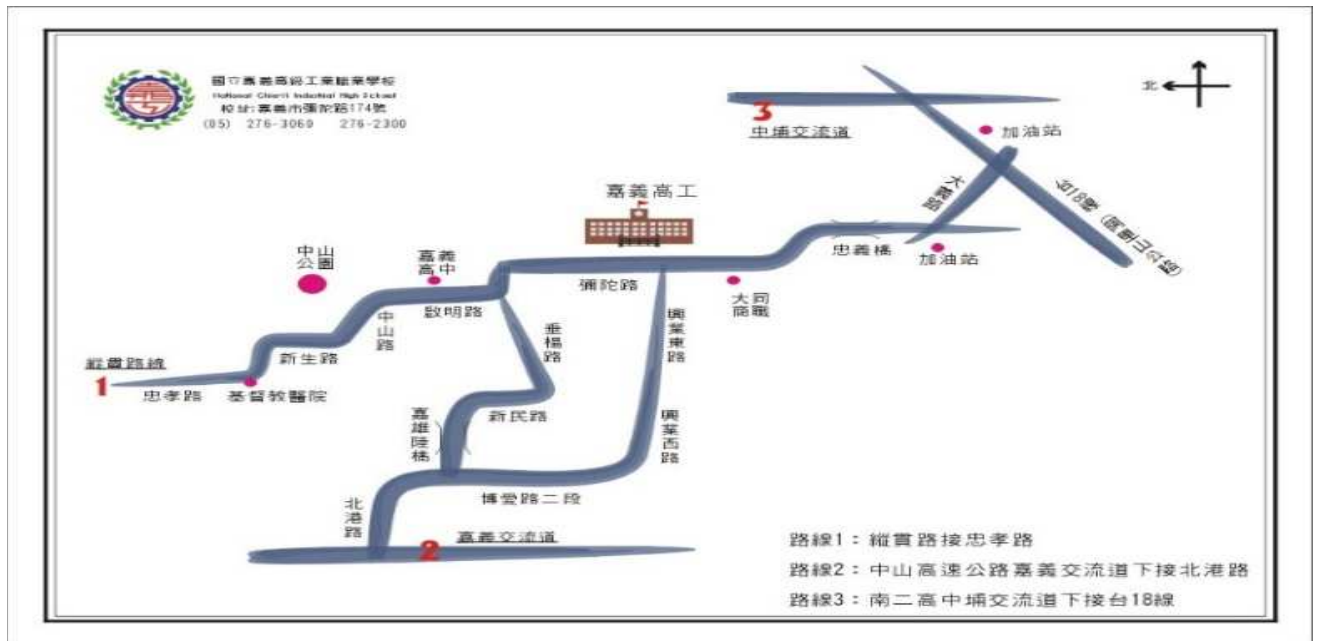 國立嘉義高級工業職業學校
National Chiayi Industrial High School
校址:嘉義市彌陀路174號
(05) 276-3069 276-2300
北
3
中埔交流道
加油站
大義路
台18線 (阿里山公路)
嘉義高工
忠義橋
加油站
中山
公園
嘉義
高中
彌陀路
大同
商職
啟明路
中山路
新生路
垂楊路
興業東路
縱貫路線
1
忠孝路
基督教醫院
新民路
嘉雄陸橋
興業西路
博愛路二段
北港路
嘉義交流道
2
路線1：縱貫路接忠孝路
路線2：中山高速公路嘉義交流道下接北港路
路線3：南二高中埔交流道下接台18線